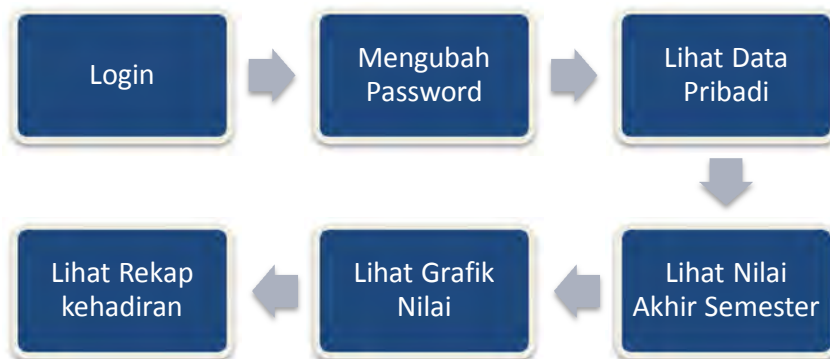 Login
Mengubah
Password
Lihat Data
Pribadi
Lihat Nilai
Akhir Semester
Lihat Grafik
Nilai
Lihat Rekap
kehadiran